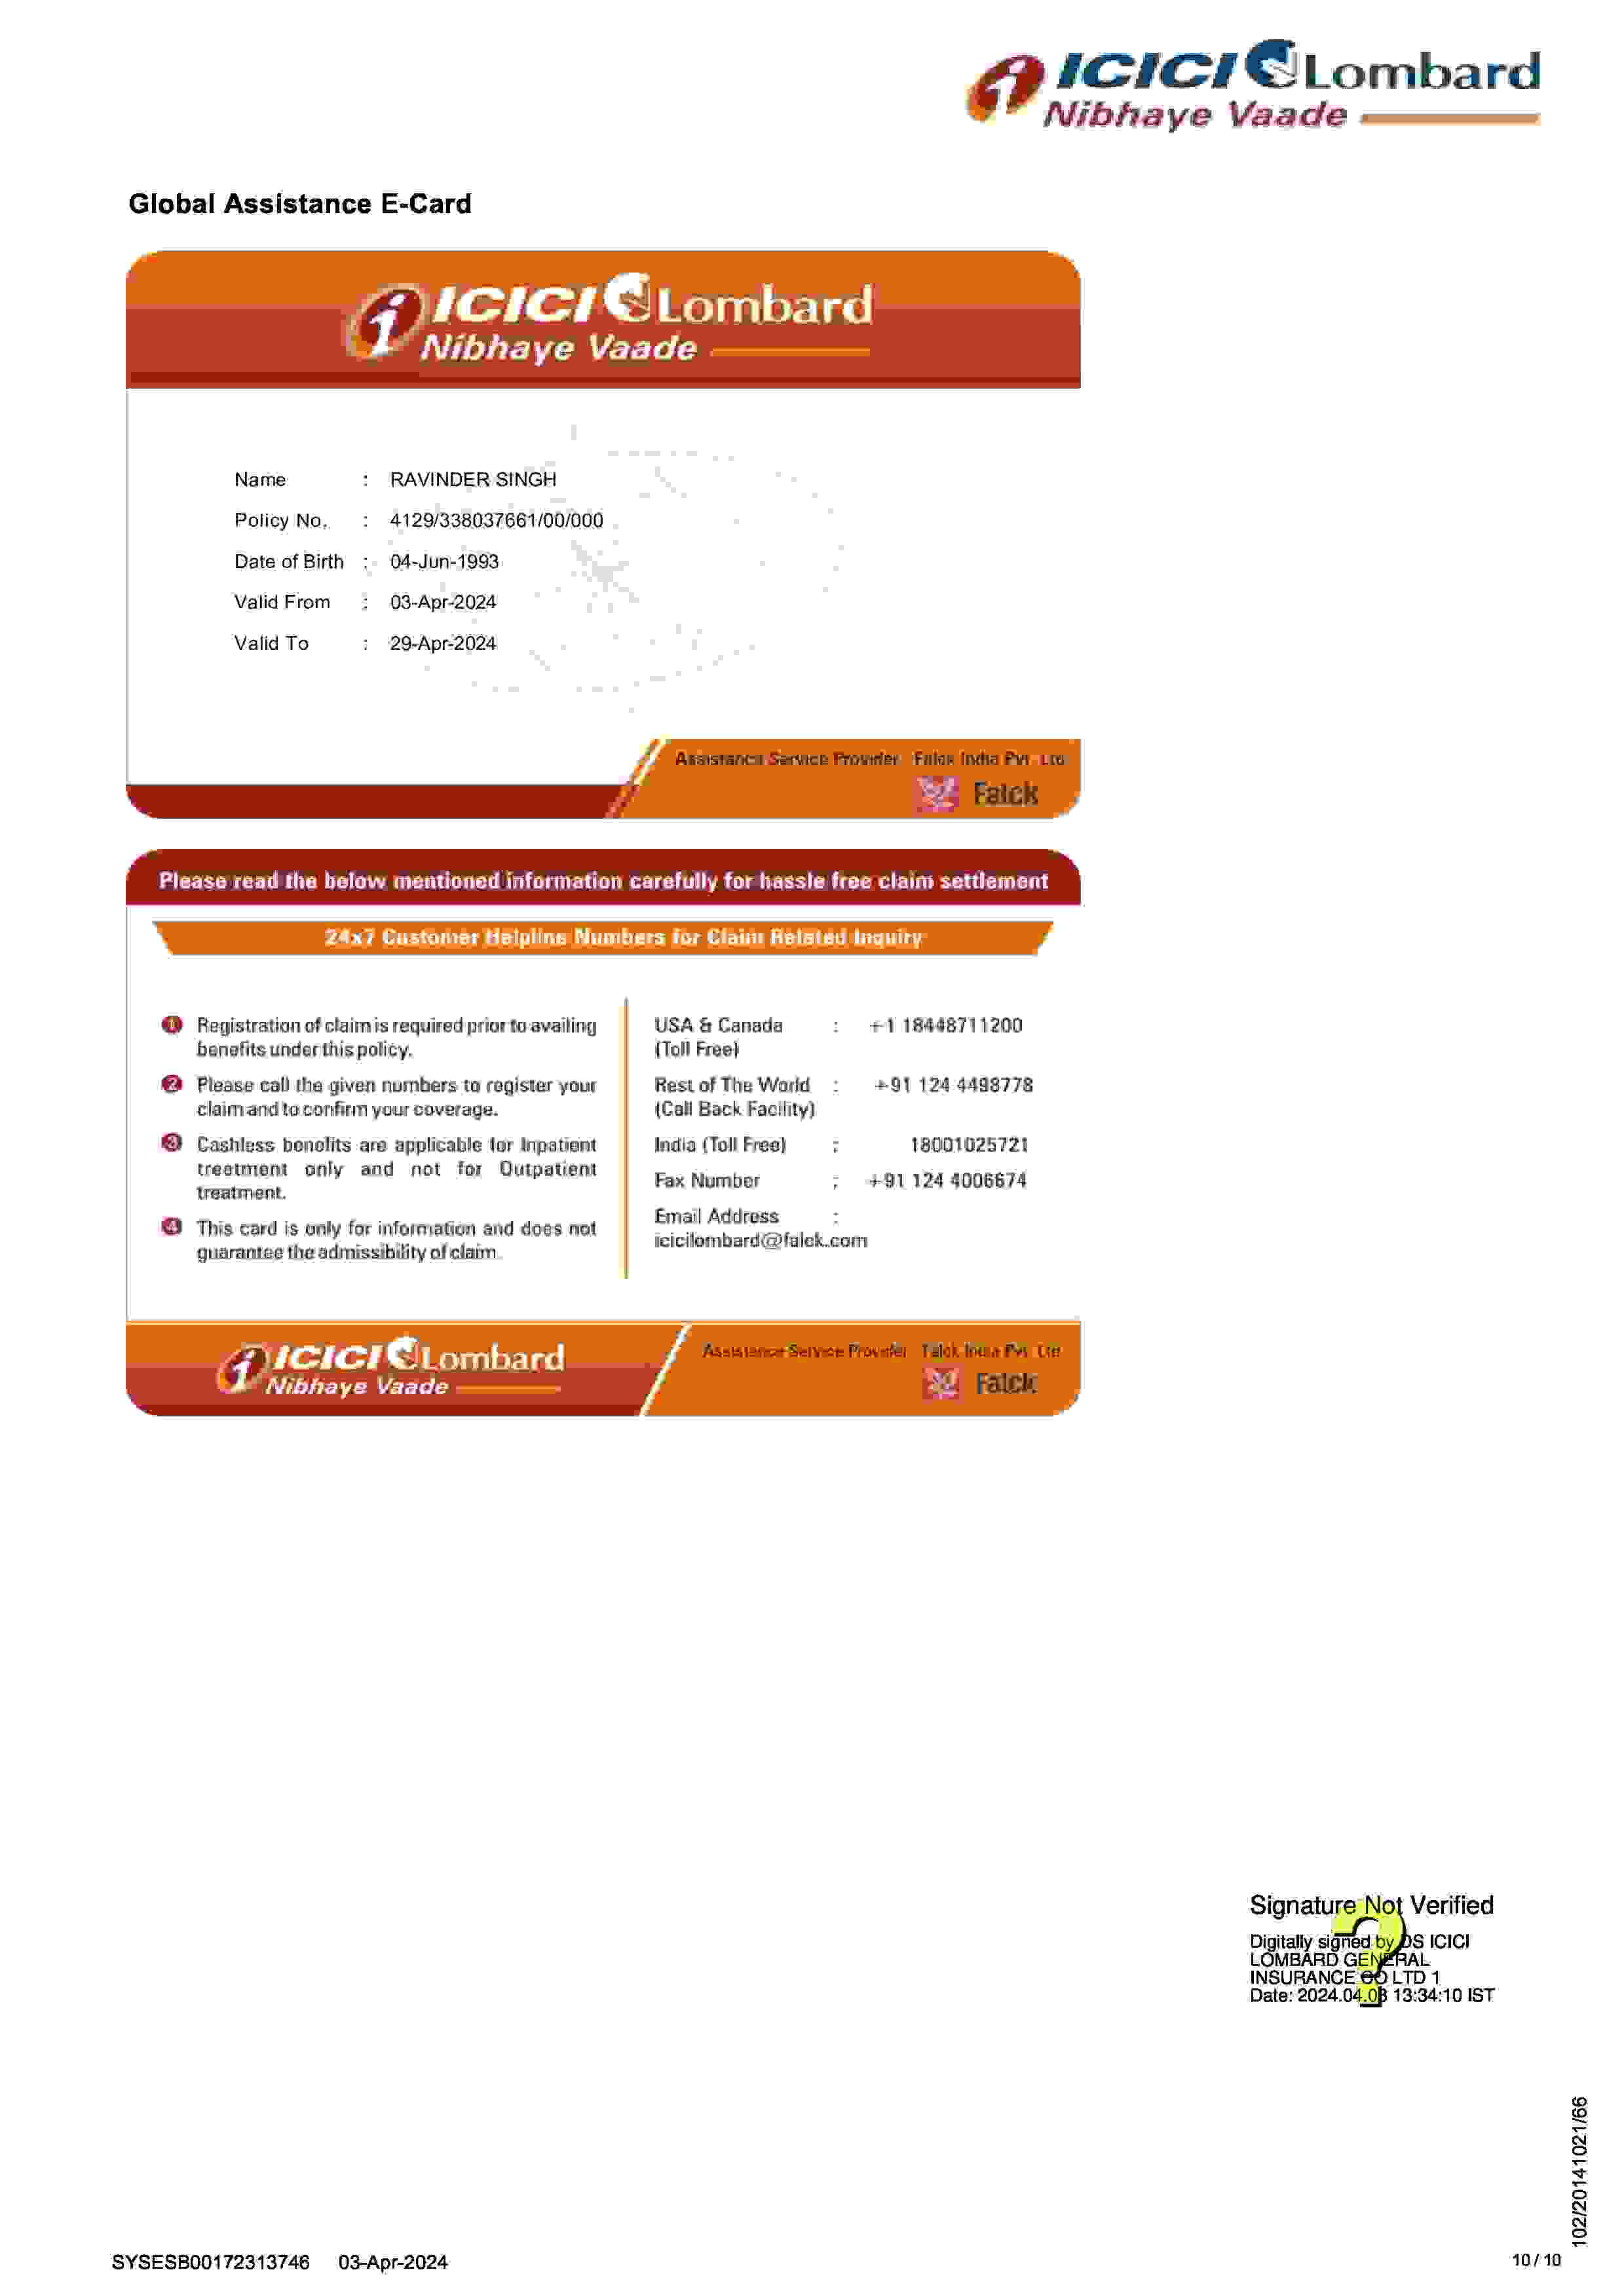 ICICI Lombard
Nibhaye Vaade
Global Assistance E-Card
ICICI Lombard
Nibhaye Vaade
Name : RAVINDER SINGH
Policy No. : 4129/338037661/00/000
Date of Birth : 04-Jun-1993
Valid From : 03-Apr-2024
Valid To : 29-Apr-2024
Assistance Service Provider Falck India Pvt Ltd
Falck
Please read the below mentioned information carefully for hassle free claim settlement
24x7 Customer Helpline Numbers for Claim Related Inquiry
1 Registration of claim is required prior to availing
benefits under this policy.
2 Please call the given numbers to register your
claim and to confirm your coverage.
3 Cashless benefits are applicable for Inpatient
treatment only and not for Outpatient
treatment.
4 This card is only for information and does not
guarantee the admissibility of claim.
USA & Canada : +1 18448711200
(Toll Free)
Rest of The World : +91 124 4498778
(Call Back Facility)
India (Toll Free) : 18001025721
Fax Number : +91 124 4006674
Email Address :
icicilombard@falck.com
ICICI Lombard
Nibhaye Vaade
Assistance Service Provider Falck India Pvt Ltd
Falck
Signature Not Verified
Digitally signed by DS ICICI
LOMBARD GENERAL
INSURANCE CO LTD 1
Date: 2024.04.03 13:34:10 IST
102/20141021/66
SYSESB00172313746 03-Apr-2024
10 / 10